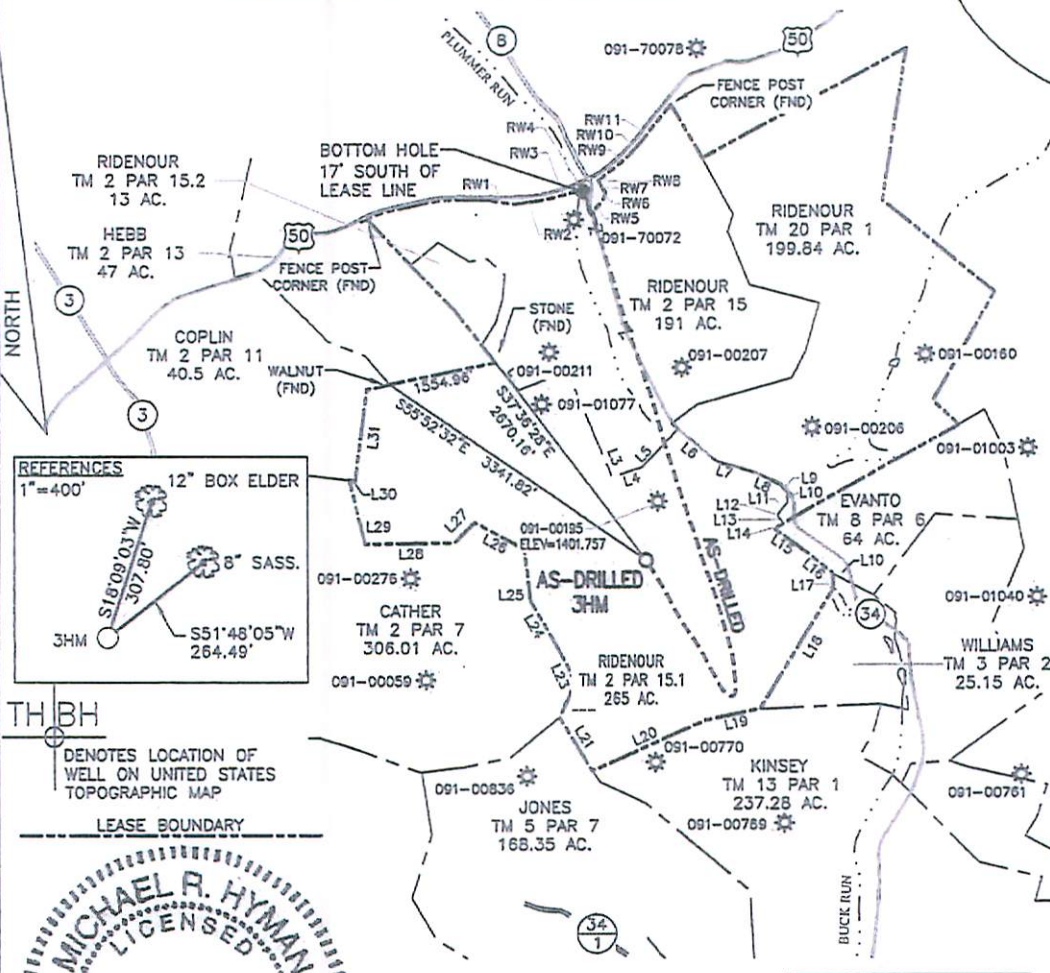 B
50
091-70078
PLUMMER RUN
FENCE POST
CORNER (FND)
RW11
RW10
RW9
RW4
RW3
RIDENOUR
TM 2 PAR 15.2
13 AC.
BOTTOM HOLE
17' SOUTH OF
LEASE LINE
RW1
RW8
RW7
RW6
RW5
RW2
091-70072
RIDENOUR
TM 20 PAR 1
199.84 AC.
HEBB
TM 2 PAR 13
47 AC.
50
FENCE POST
CORNER (FND)
NORTH
3
RIDENOUR
TM 2 PAR 15
191 AC.
STONE
(FND)
COPLIN
TM 2 PAR 11
40.5 AC.
WALNUT
(FND)
1554.96'
091-00211
091-00207
091-00160
S37°36'28"E
2670.16'
091-01077
S55°52'32"E
3341.82'
3
L31
L3
L4
L5
L6
L7
L8
L9
L10
L11
L12
L13
L14
L15
L16
L17
091-00206
091-01003
EVANTO
TM 8 PAR 6
64 AC.
L10
REFERENCES
1"=400'
12" BOX ELDER
S18°09'03"W
307.80'
8" SASS.
3HM
S51°48'05"W
264.49'
L30
L29
L28
L27
L26
091-00195
ELEV=1401.757
AS-DRILLED
3HM
AS-DRILLED
091-00276
L25
CATHER
TM 2 PAR 7
306.01 AC.
L24
L23
091-00059
RIDENOUR
TM 2 PAR 15.1
265 AC.
L18
34
091-01040
WILLIAMS
TM 3 PAR 2
25.15 AC.
L19
L20
L21
091-00770
TH BH
DENOTES LOCATION OF
WELL ON UNITED STATES
TOPOGRAPHIC MAP
LEASE BOUNDARY
091-00836
JONES
TM 5 PAR 7
168.35 AC.
KINSEY
TM 13 PAR 1
237.28 AC.
091-00769
091-00761
MICHAEL R. HYMAN
LICENSED
34
1
BUCK RUN